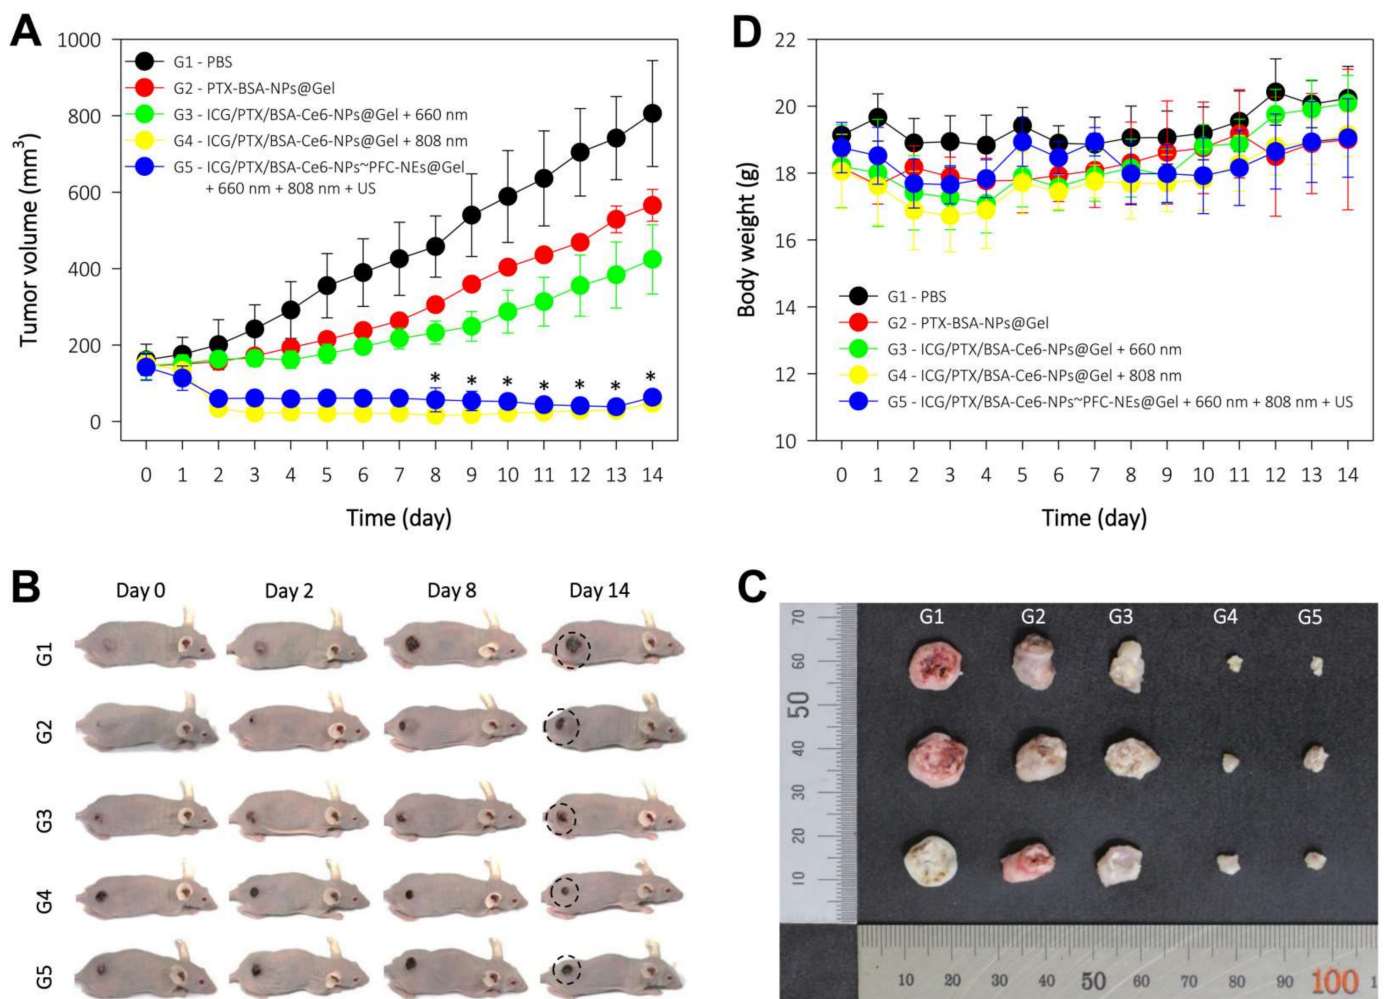 A
1000
800
600
400
200
0
Tumor volume (mm³)
G1 - PBS
G2 - PTX-BSA-NPs@Gel
G3 - ICG/PTX/BSA-Ce6-NPs@Gel + 660 nm
G4 - ICG/PTX/BSA-Ce6-NPs@Gel + 808 nm
G5 - ICG/PTX/BSA-Ce6-NPs~PFC-NEs@Gel
+ 660 nm + 808 nm + US
* * * * * * *
0 1 2 3 4 5 6 7 8 9 10 11 12 13 14
Time (day)
D
22
20
18
16
14
12
10
Body weight (g)
G1 - PBS
G2 - PTX-BSA-NPs@Gel
G3 - ICG/PTX/BSA-Ce6-NPs@Gel + 660 nm
G4 - ICG/PTX/BSA-Ce6-NPs@Gel + 808 nm
G5 - ICG/PTX/BSA-Ce6-NPs~PFC-NEs@Gel + 660 nm + 808 nm + US
0 1 2 3 4 5 6 7 8 9 10 11 12 13 14
Time (day)
B
Day 0 Day 2 Day 8 Day 14
G1
G2
G3
G4
G5
C
G1 G2 G3 G4 G5
70
60
50
40
30
20
10
10 20 30 40 50 60 70 80 90 100 1